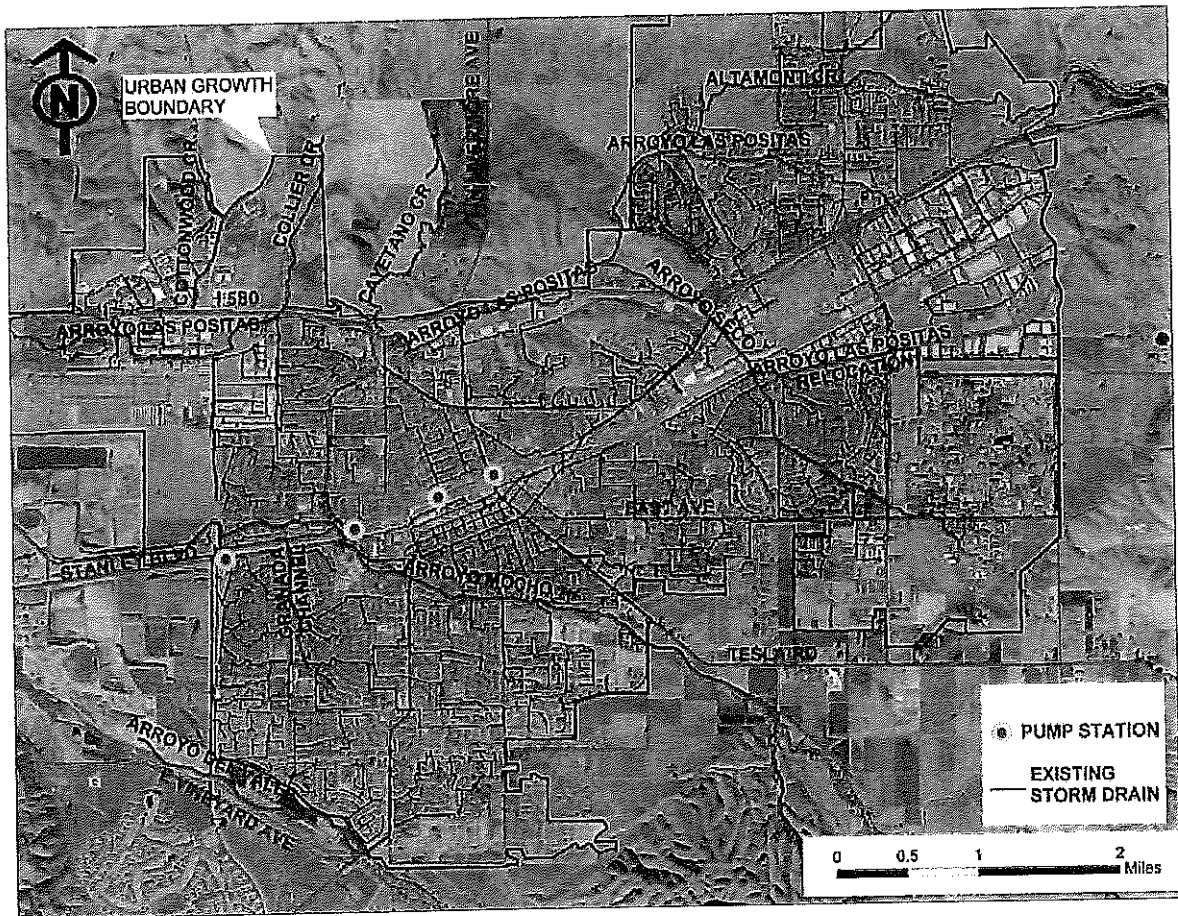 N
URBAN GROWTH
BOUNDARY
ALTAMONT CR
ARROYO LAS POSITAS
COLLIER CR
CAYETANO CR
COTTONWOOD CR
I-580
ARROYO LAS POSITAS
ARROYO LAS POSITAS
ARROYO SECO
ARROYO LAS POSITAS
RELOCATION
EAST AVE
STANLEY BLVD
GRANADA
CHANNEL
ARROYO MOCHO
TESLA RD
ARROYO DEL VALLE
VINEYARD AVE
PUMP STATION
EXISTING
STORM DRAIN
0 0.5 1 2
Miles